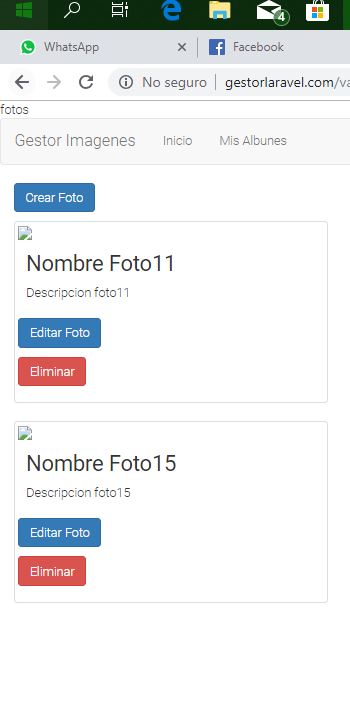 4
WhatsApp
Facebook
No seguro
gestorlaravel.com/va
fotos
Gestor Imagenes
Inicio
Mis Albunes
Crear Foto
Nombre Foto11
Descripcion foto11
Editar Foto
Eliminar
Nombre Foto15
Descripcion foto15
Editar Foto
Eliminar